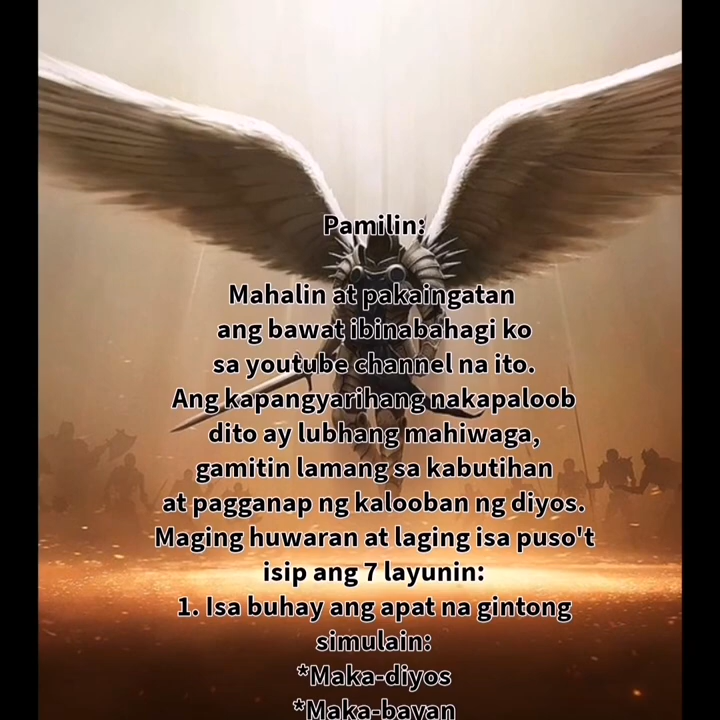 Pamilin:
Mahalin at pakaingatan
ang bawat ibinabahagi ko
sa youtube channel na ito.
Ang kapangyarihang nakapaloob
dito ay lubhang mahiwaga,
gamitin lamang sa kabutihan
at pagganap ng kalooban ng diyos.
Maging huwaran at laging isa puso't
isip ang 7 layunin:
1. Isa buhay ang apat na gintong
simulain:
*Maka-diyos
*Maka-bayan